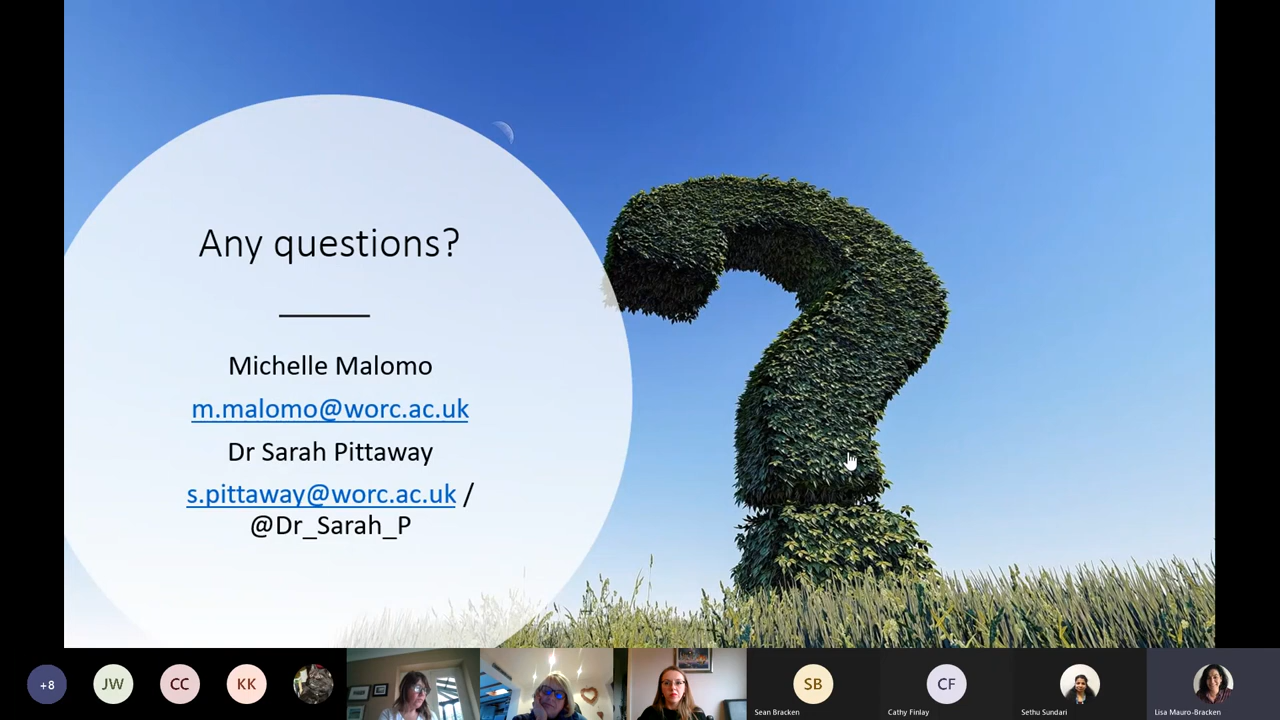 Any questions?
Michelle Malomo
m.malomo@worc.ac.uk
Dr Sarah Pittaway
s.pittaway@worc.ac.uk /
@Dr_Sarah_P
+8
JW
CC
KK
SB
Sean Bracken
CF
Cathy Finlay
Sethu Sundari
Lisa Mauro-Bracken